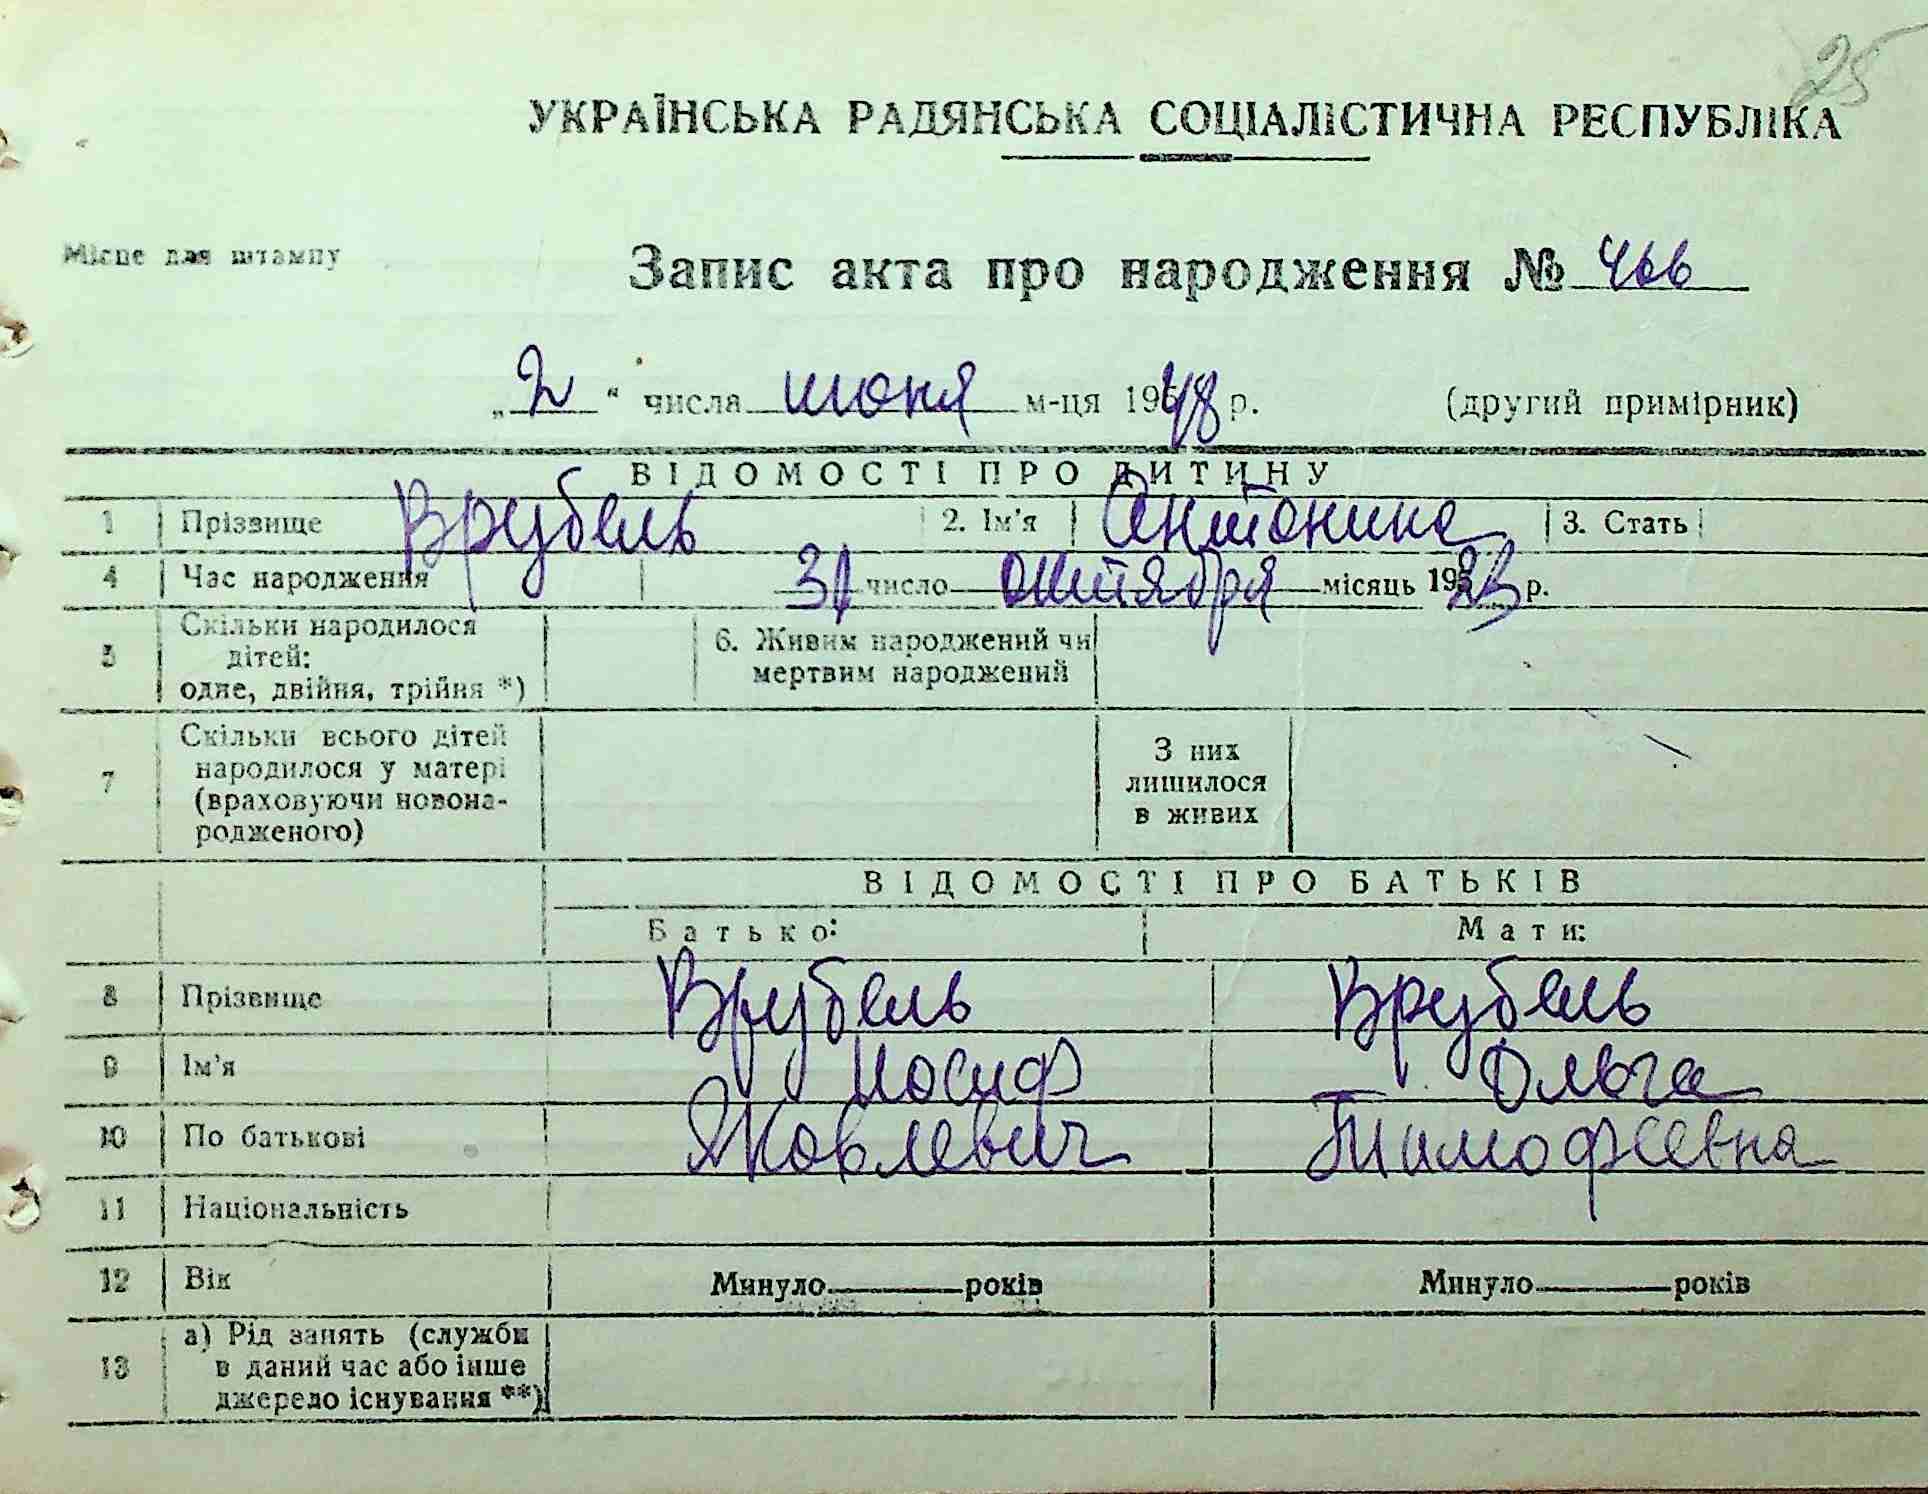 25
УКРАЇНСЬКА РАДЯНСЬКА СОЦІАЛІСТИЧНА РЕСПУБЛІКА
Місце для штампу
Запис акта про народження № 466
„2" числа июня м-ця 1948 р. (другий примірник)
ВІДОМОСТІ ПРО ДИТИНУ
1 Прізвище Врубель 2. Ім'я Антонина 3. Стать
4 Час народження 31 число октября місяць 1923 р.
5 Скільки народилося
дітей:
одне, двійня, трійня *)
6. Живим народжений чи
мертвим народжений
7 Скільки всього дітей
народилося у матері
(враховуючи новона-
родженого)
З них
лишилося
в живих
ВІДОМОСТІ ПРО БАТЬКІВ
Батько: Мати:
8 Прізвище Врубель Врубель
9 Ім'я Иосиф Ольга
10 По батькові Яковлевич Тимофеевна
11 Національність
12 Вік Минуло років Минуло років
13 а) Рід занять (служби
в даний час або інше
джерело існування **)